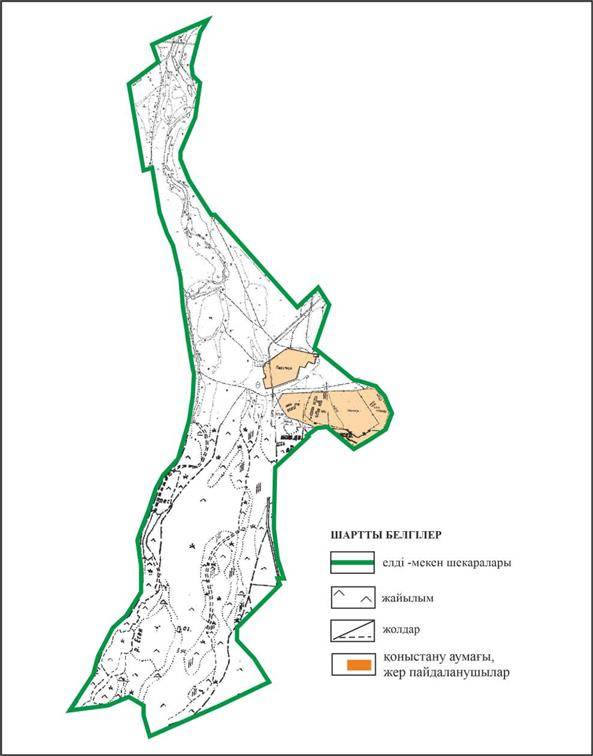 ШАРТТЫ БЕЛГІЛЕР
елді -мекен шекаралары
жайылым
жолдар
қоныстану аумағы,
жер пайдаланушылар